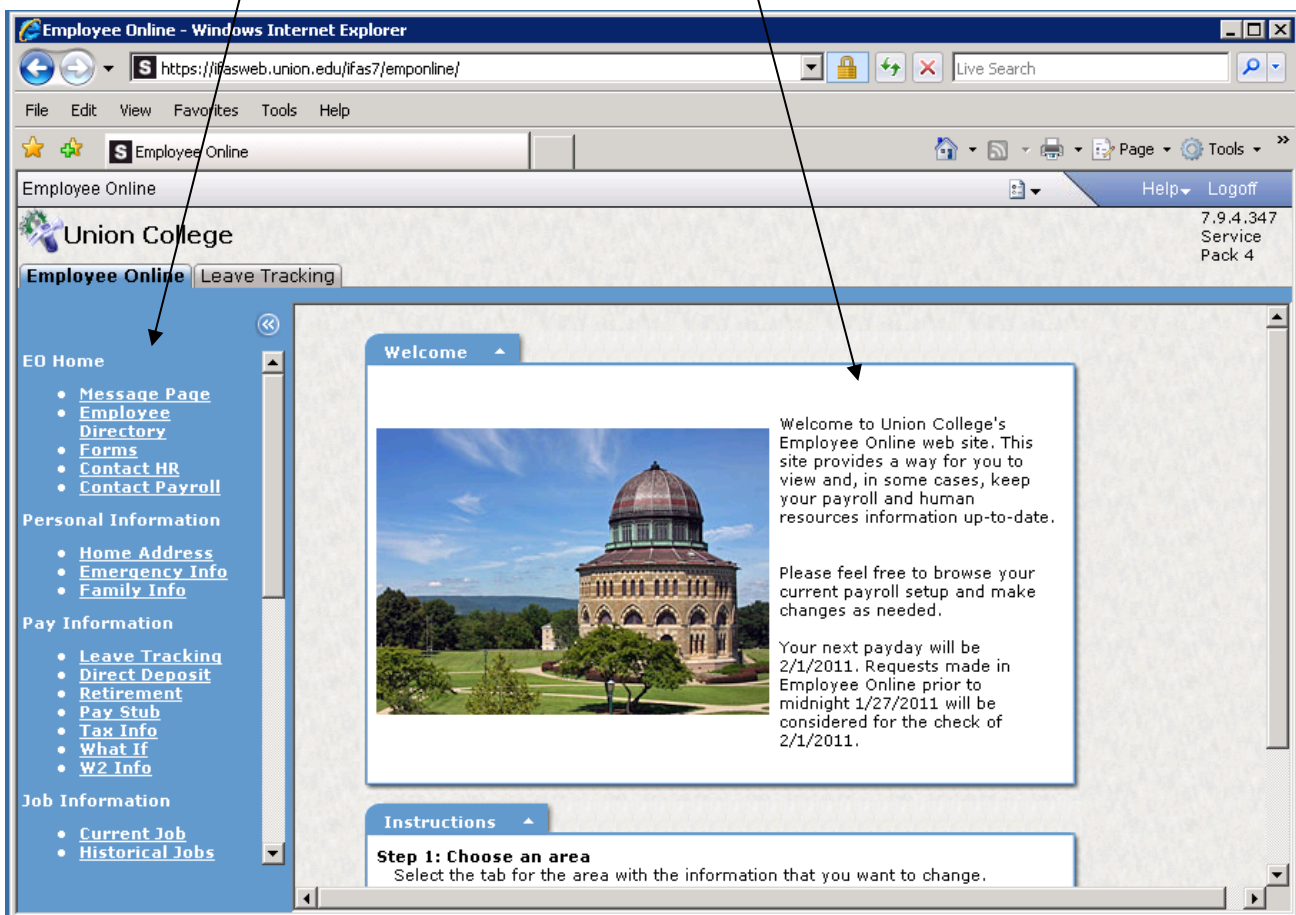 Employee Online - Windows Internet Explorer
https://ifasweb.union.edu/ifas7/emponline/
Live Search
File Edit View Favorites Tools Help
S Employee Online
Page Tools »
Employee Online
Help Logoff
Union College
7.9.4.347
Service
Pack 4
Employee Online Leave Tracking
EO Home
• Message Page
• Employee
Directory
• Forms
• Contact HR
• Contact Payroll
Personal Information
• Home Address
• Emergency Info
• Family Info
Pay Information
• Leave Tracking
• Direct Deposit
• Retirement
• Pay Stub
• Tax Info
• What If
• W2 Info
Job Information
• Current Job
• Historical Jobs
Welcome
Welcome to Union College's
Employee Online web site. This
site provides a way for you to
view and, in some cases, keep
your payroll and human
resources information up-to-date.
Please feel free to browse your
current payroll setup and make
changes as needed.
Your next payday will be
2/1/2011. Requests made in
Employee Online prior to
midnight 1/27/2011 will be
considered for the check of
2/1/2011.
Instructions
Step 1: Choose an area
Select the tab for the area with the information that you want to change.